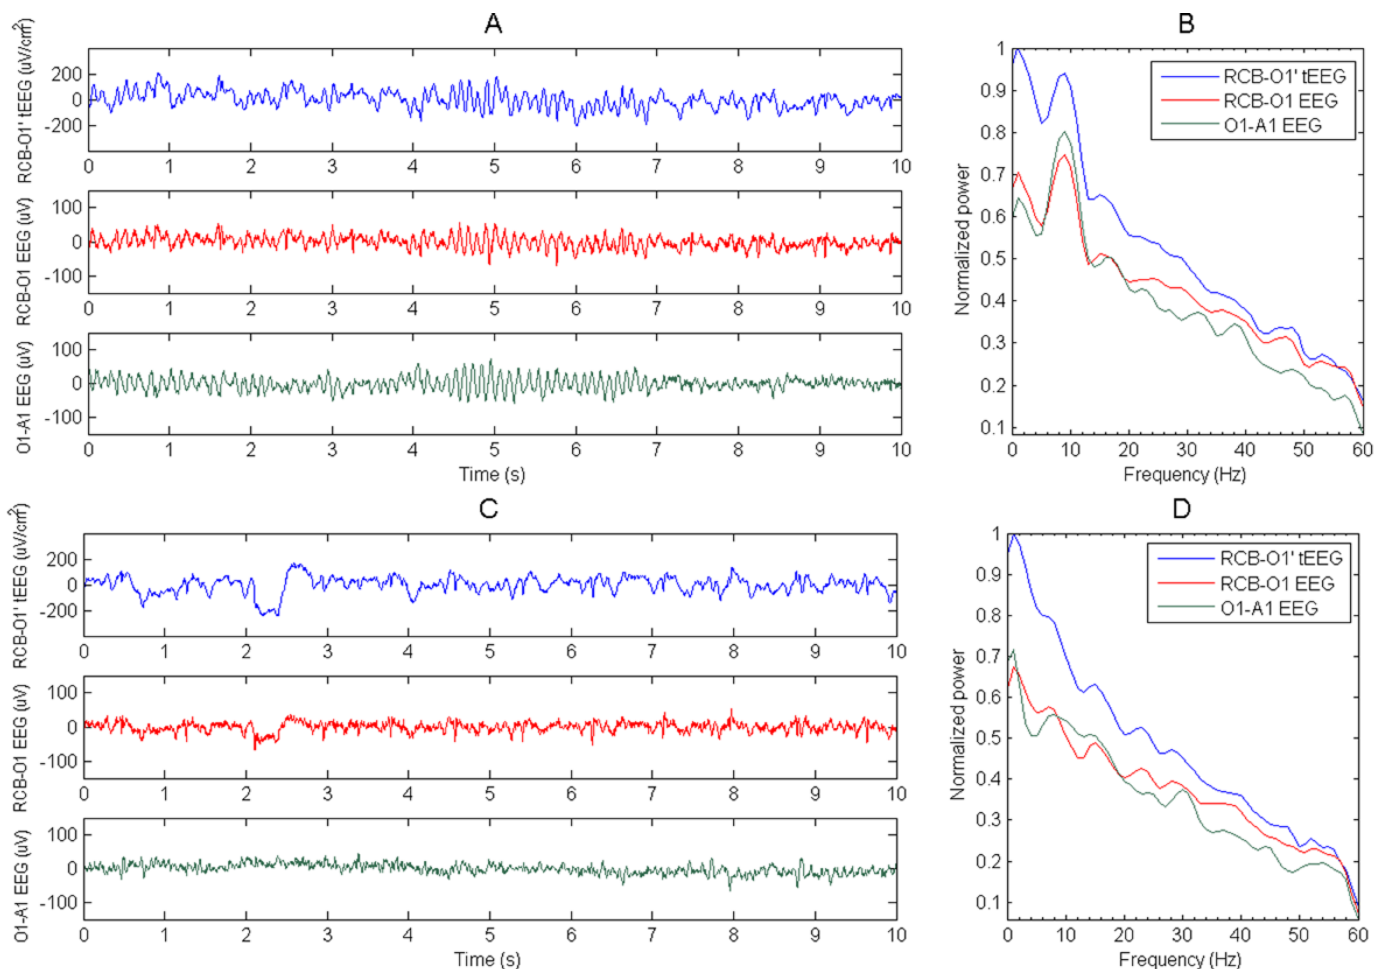 A
RCB-O1' tEEG (uV/cm²)
200
0
-200
0 1 2 3 4 5 6 7 8 9 10
RCB-O1 EEG (uV)
100
0
-100
0 1 2 3 4 5 6 7 8 9 10
O1-A1 EEG (uV)
100
0
-100
0 1 2 3 4 5 6 7 8 9 10
Time (s)
B
Normalized power
1
0.9
0.8
0.7
0.6
0.5
0.4
0.3
0.2
0.1
0 10 20 30 40 50 60
Frequency (Hz)
RCB-O1' tEEG
RCB-O1 EEG
O1-A1 EEG
C
RCB-O1' tEEG (uV/cm²)
200
0
-200
0 1 2 3 4 5 6 7 8 9 10
RCB-O1 EEG (uV)
100
0
-100
0 1 2 3 4 5 6 7 8 9 10
O1-A1 EEG (uV)
100
0
-100
0 1 2 3 4 5 6 7 8 9 10
Time (s)
D
Normalized power
1
0.9
0.8
0.7
0.6
0.5
0.4
0.3
0.2
0.1
0 10 20 30 40 50 60
Frequency (Hz)
RCB-O1' tEEG
RCB-O1 EEG
O1-A1 EEG